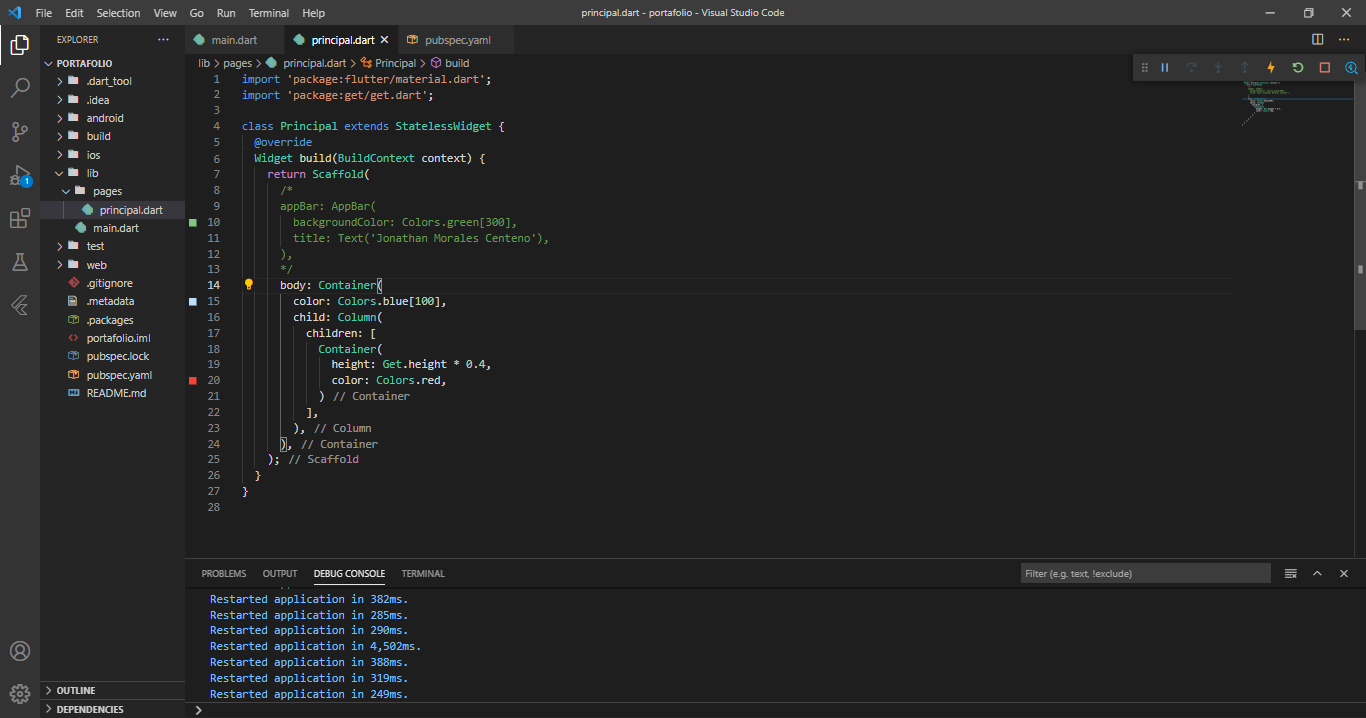 File Edit Selection View Go Run Terminal Help
principal.dart - portafolio - Visual Studio Code
EXPLORER
PORTAFOLIO
.dart_tool
.idea
android
build
ios
lib
pages
principal.dart
main.dart
test
web
.gitignore
.metadata
.packages
portafolio.iml
pubspec.lock
pubspec.yaml
README.md
OUTLINE
DEPENDENCIES
1
main.dart principal.dart pubspec.yaml
lib > pages > principal.dart > Principal > build
1 import 'package:flutter/material.dart';
2 import 'package:get/get.dart';
3
4 class Principal extends StatelessWidget {
5 @override
6 Widget build(BuildContext context) {
7 return Scaffold(
8 /*
9 appBar: AppBar(
10 backgroundColor: Colors.green[300],
11 title: Text('Jonathan Morales Centeno'),
12 ),
13 */
14 body: Container(
15 color: Colors.blue[100],
16 child: Column(
17 children: [
18 Container(
19 height: Get.height * 0.4,
20 color: Colors.red,
21 ) // Container
22 ],
23 ), // Column
24 ), // Container
25 ); // Scaffold
26 }
27 }
28
PROBLEMS OUTPUT DEBUG CONSOLE TERMINAL
Filter (e.g. text, !exclude)
Restarted application in 382ms.
Restarted application in 285ms.
Restarted application in 290ms.
Restarted application in 4,502ms.
Restarted application in 388ms.
Restarted application in 319ms.
Restarted application in 249ms.